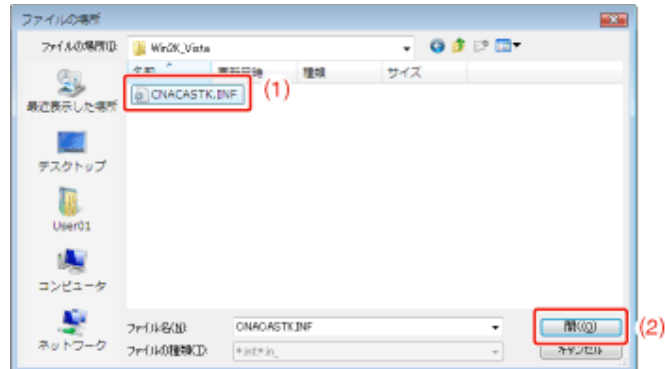 ファイルの場所
ファイルの場所(I):
Win2K_Vista
名前 更新日時 種類 サイズ
CNACASTK.INF
(1)
最近表示した場所
デスクトップ
User01
コンピュータ
ネットワーク
ファイル名(N):
CNACASTK.INF
開く(O)
(2)
ファイルの種類(T):
キャンセル